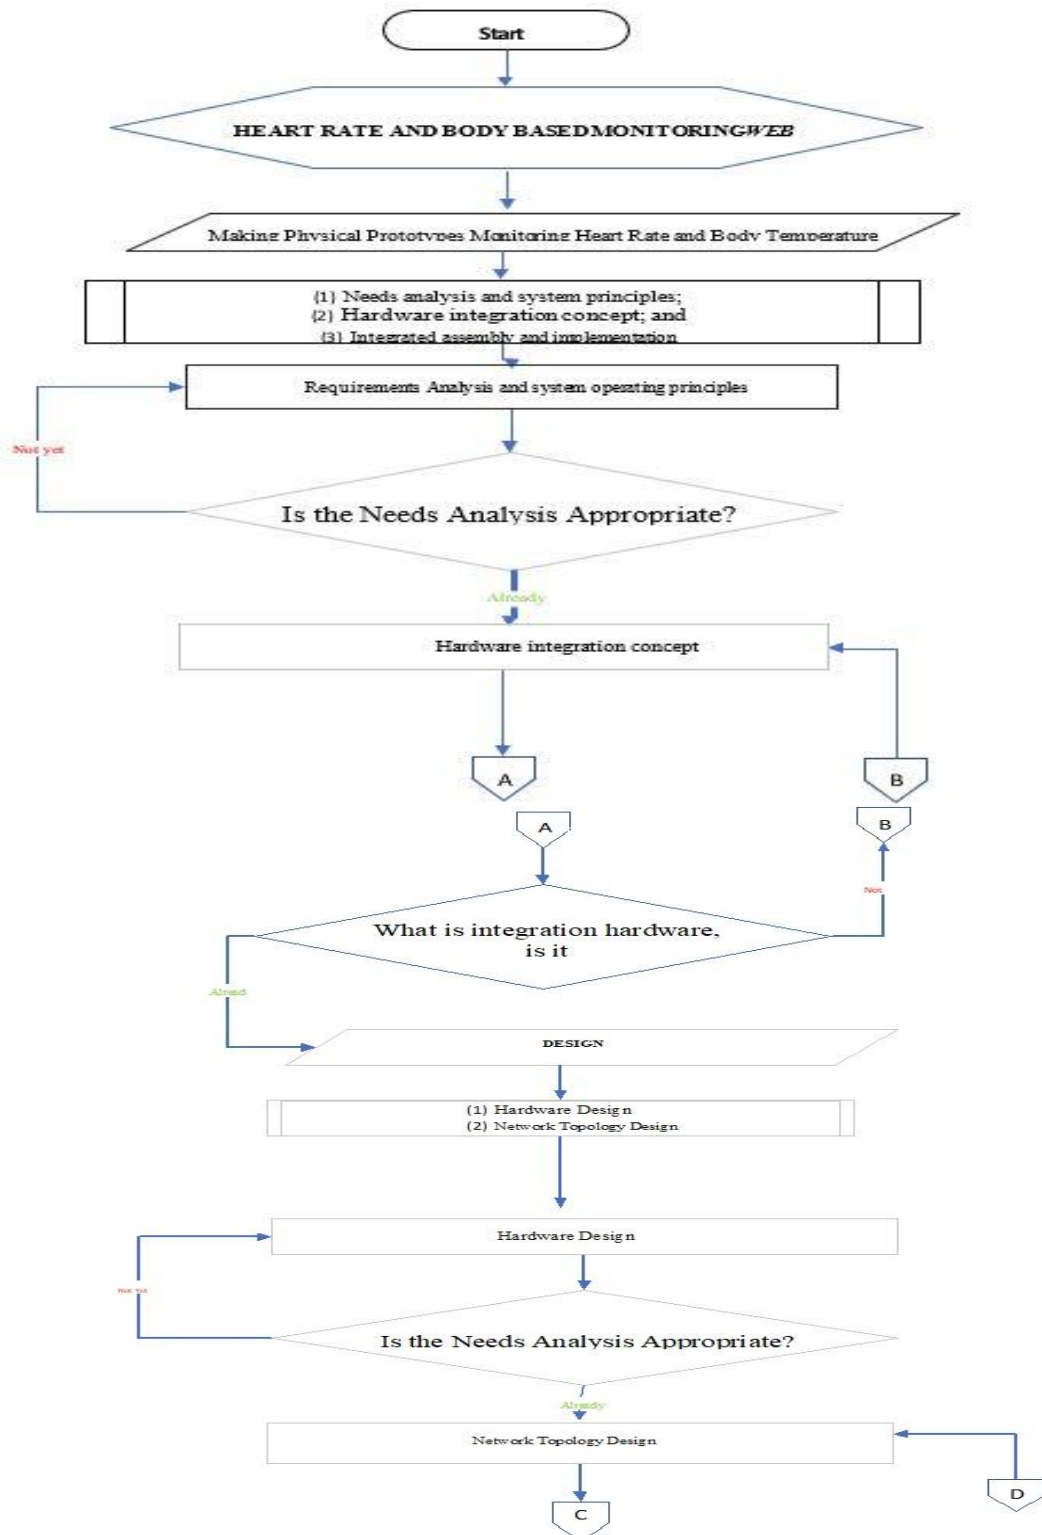 Start
HEART RATE AND BODY BASEDMONITORINGWEB
Making Physical Prototypes Monitoring Heart Rate and Body Temperature
(1) Needs analysis and system principles;
(2) Hardware integration concept; and
(3) Integrated assembly and implementation
Requirements Analysis and system operating principles
Not yet
Is the Needs Analysis Appropriate?
Already
Hardware integration concept
A
B
A
B
Not
What is integration hardware,
is it
Alread
DESIGN
(1) Hardware Design
(2) Network Topology Design
Hardware Design
Not Yet
Is the Needs Analysis Appropriate?
Already
Network Topology Design
D
C